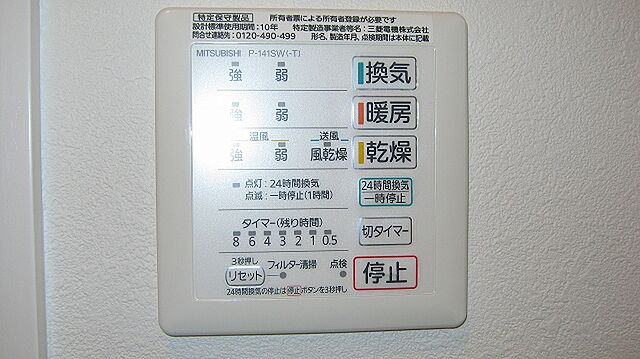 特定保守製品 所有者票による所有者登録が必要です
設計標準使用期間:10年 特定製造事業者等名:三菱電機株式会社
問合せ連絡先:0120-490-499 形名、製造年月、点検期間は本体に記載
MITSUBISHI P-141SW(-T)
強 弱 換気
強 弱 暖房
温風 送風
強 弱 風乾燥 乾燥
点灯:24時間換気
点滅:一時停止(1時間)
24時間換気
一時停止
タイマー(残り時間)
8 6 4 3 2 1 0.5
切タイマー
3秒押し
リセット フィルター清掃 点検
停止
24時間換気の停止は停止ボタンを3秒押し